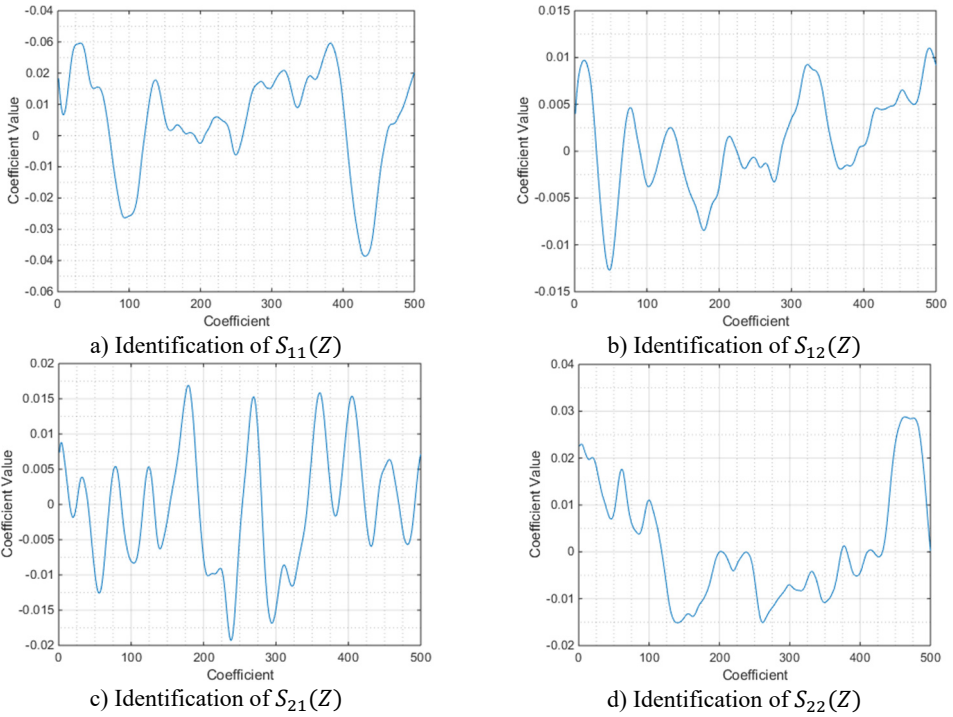 -0.04
-0.06
0.02
0.01
0
-0.01
-0.02
-0.03
-0.04
-0.06
Coefficient Value
0 100 200 300 400 500
Coefficient
a) Identification of S₁₁(Z)
0.015
0.01
0.005
0
-0.005
-0.01
-0.015
Coefficient Value
0 100 200 300 400 500
Coefficient
b) Identification of S₁₂(Z)
0.02
0.015
0.01
0.005
0
-0.005
-0.01
-0.015
-0.02
Coefficient Value
0 100 200 300 400 500
Coefficient
c) Identification of S₂₁(Z)
0.04
0.03
0.02
0.01
0
-0.01
-0.02
Coefficient Value
0 100 200 300 400 500
Coefficient
d) Identification of S₂₂(Z)